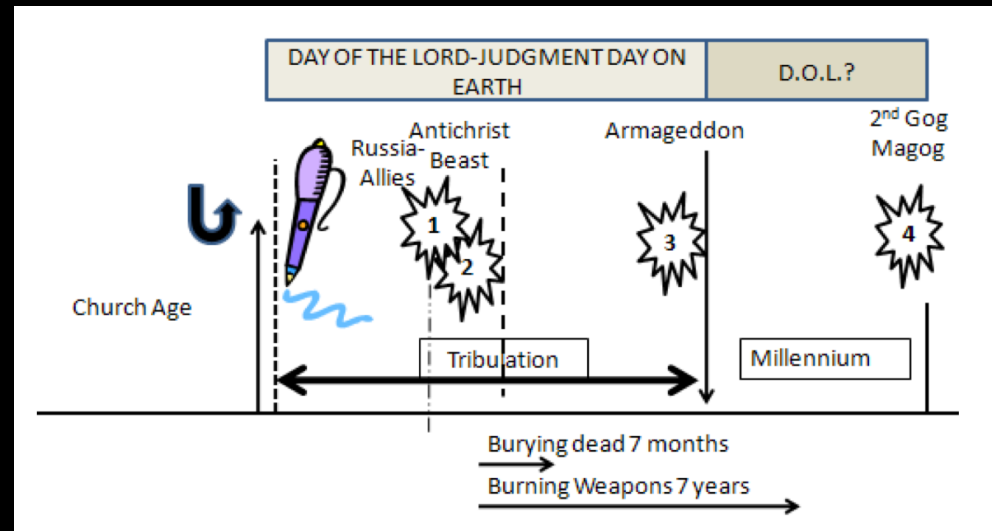 DAY OF THE LORD-JUDGMENT DAY ON
EARTH
D.O.L.?
Russia-
Allies
Antichrist
Beast
Armageddon
2nd Gog
Magog
1
2
3
4
Church Age
Tribulation
Millennium
Burying dead 7 months
Burning Weapons 7 years